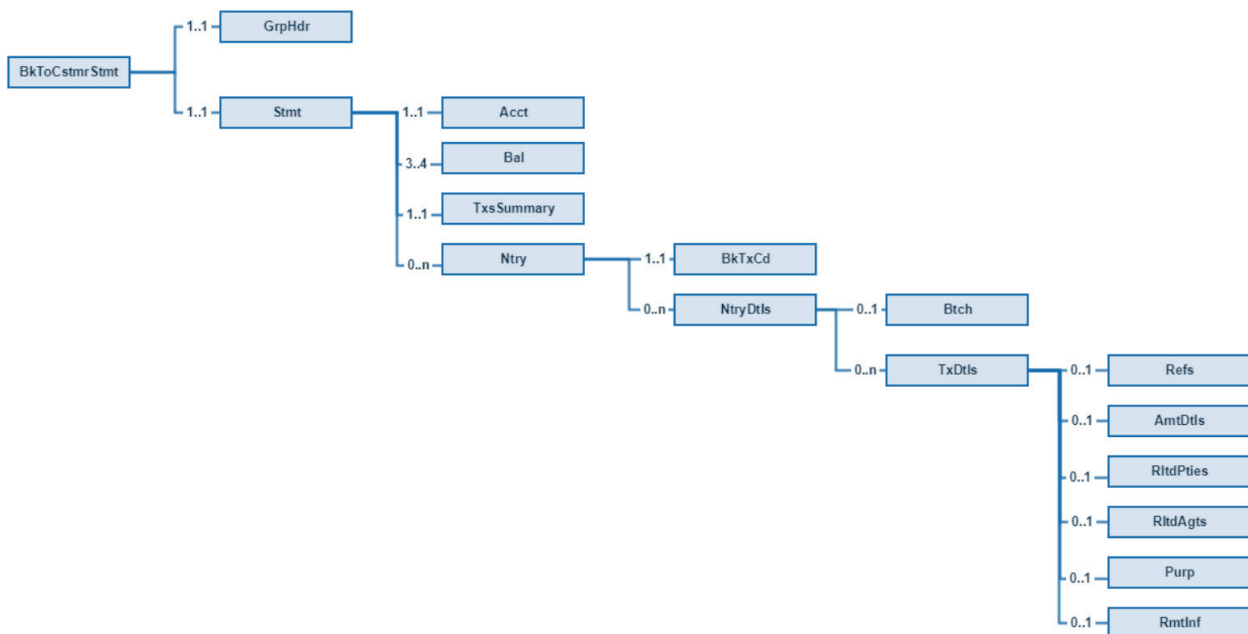 1..1 GrpHdr
BkToCstmrStmt
1..1 Stmt 1..1 Acct
3..4 Bal
1..1 TxsSummary
0..n Ntry 1..1 BkTxCd
0..n NtryDtls 0..1 Btch
0..n TxDtls 0..1 Refs
0..1 AmtDtls
0..1 RltdPties
0..1 RltdAgts
0..1 Purp
0..1 RmtInf